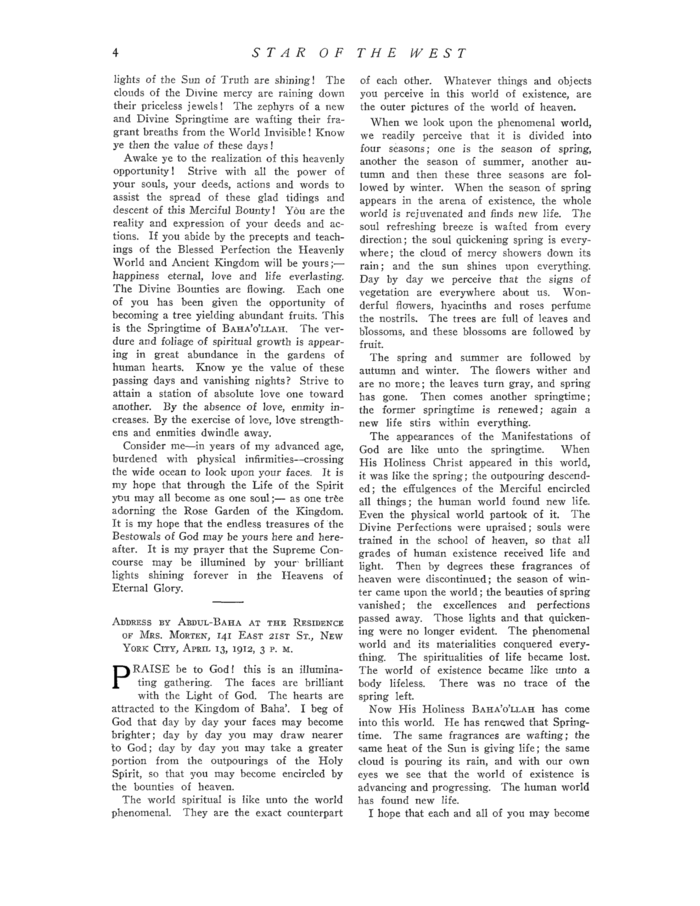 4
STAR OF THE WEST
lights of the Sun of Truth are shining! The
clouds of the Divine mercy are raining down
their priceless jewels! The zephyrs of a new
and Divine Springtime are wafting their fra-
grant breaths from the World Invisible! Know
ye then the value of these days!
Awake ye to the realization of this heavenly
opportunity! Strive with all the power of
your souls, your deeds, actions and words to
assist the spread of these glad tidings and
descent of this Merciful Bounty! You are the
reality and expression of your deeds and ac-
tions. If you abide by the precepts and teach-
ings of the Blessed Perfection the Heavenly
World and Ancient Kingdom will be yours;—
happiness eternal, love and life everlasting.
The Divine Bounties are flowing. Each one
of you has been given the opportunity of
becoming a tree yielding abundant fruits. This
is the Springtime of BAHA'O'LLAH. The ver-
dure and foliage of spiritual growth is appear-
ing in great abundance in the gardens of
human hearts. Know ye the value of these
passing days and vanishing nights? Strive to
attain a station of absolute love one toward
another. By the absence of love, enmity in-
creases. By the exercise of love, love strength-
ens and enmities dwindle away.
Consider me—in years of my advanced age,
burdened with physical infirmities—crossing
the wide ocean to look upon your faces. It is
my hope that through the Life of the Spirit
you may all become as one soul;— as one tree
adorning the Rose Garden of the Kingdom.
It is my hope that the endless treasures of the
Bestowals of God may be yours here and here-
after. It is my prayer that the Supreme Con-
course may be illumined by your brilliant
lights shining forever in the Heavens of
Eternal Glory.
ADDRESS BY ABDUL-BAHA AT THE RESIDENCE
OF MRS. MORTEN, 141 EAST 21ST ST., NEW
YORK CITY, APRIL 13, 1912, 3 P. M.
PRAISE be to God! this is an illumina-
ting gathering. The faces are brilliant
with the Light of God. The hearts are
attracted to the Kingdom of Baha'. I beg of
God that day by day your faces may become
brighter; day by day you may draw nearer
to God; day by day you may take a greater
portion from the outpourings of the Holy
Spirit, so that you may become encircled by
the bounties of heaven.
The world spiritual is like unto the world
phenomenal. They are the exact counterpart
of each other. Whatever things and objects
you perceive in this world of existence, are
the outer pictures of the world of heaven.
When we look upon the phenomenal world,
we readily perceive that it is divided into
four seasons; one is the season of spring,
another the season of summer, another au-
tumn and then these three seasons are fol-
lowed by winter. When the season of spring
appears in the arena of existence, the whole
world is rejuvenated and finds new life. The
soul refreshing breeze is wafted from every
direction; the soul quickening spring is every-
where; the cloud of mercy showers down its
rain; and the sun shines upon everything.
Day by day we perceive that the signs of
vegetation are everywhere about us. Won-
derful flowers, hyacinths and roses perfume
the nostrils. The trees are full of leaves and
blossoms, and these blossoms are followed by
fruit.
The spring and summer are followed by
autumn and winter. The flowers wither and
are no more; the leaves turn gray, and spring
has gone. Then comes another springtime;
the former springtime is renewed; again a
new life stirs within everything.
The appearances of the Manifestations of
God are like unto the springtime. When
His Holiness Christ appeared in this world,
it was like the spring; the outpouring descend-
ed; the effulgences of the Merciful encircled
all things; the human world found new life.
Even the physical world partook of it. The
Divine Perfections were upraised; souls were
trained in the school of heaven, so that all
grades of human existence received life and
light. Then by degrees these fragrances of
heaven were discontinued; the season of win-
ter came upon the world; the beauties of spring
vanished; the excellences and perfections
passed away. Those lights and that quicken-
ing were no longer evident. The phenomenal
world and its materialities conquered every-
thing. The spiritualities of life became lost.
The world of existence became like unto a
body lifeless. There was no trace of the
spring left.
Now His Holiness BAHA'O'LLAH has come
into this world. He has renewed that Spring-
time. The same fragrances are wafting; the
same heat of the Sun is giving life; the same
cloud is pouring its rain, and with our own
eyes we see that the world of existence is
advancing and progressing. The human world
has found new life.
I hope that each and all of you may become